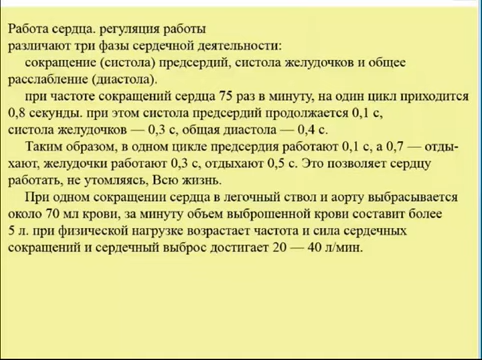 Работа сердца. регуляция работы
различают три фазы сердечной деятельности:
сокращение (систола) предсердий, систола желудочков и общее
расслабление (диастола).
при частоте сокращений сердца 75 раз в минуту, на один цикл приходится
0,8 секунды. при этом систола предсердий продолжается 0,1 с,
систола желудочков — 0,3 с, общая диастола — 0,4 с.
Таким образом, в одном цикле предсердия работают 0,1 с, а 0,7 — отды-
хают, желудочки работают 0,3 с, отдыхают 0,5 с. Это позволяет сердцу
работать, не утомляясь, Всю жизнь.
При одном сокращении сердца в легочный ствол и аорту выбрасывается
около 70 мл крови, за минуту объем выброшенной крови составит более
5 л. при физической нагрузке возрастает частота и сила сердечных
сокращений и сердечный выброс достигает 20 — 40 л/мин.